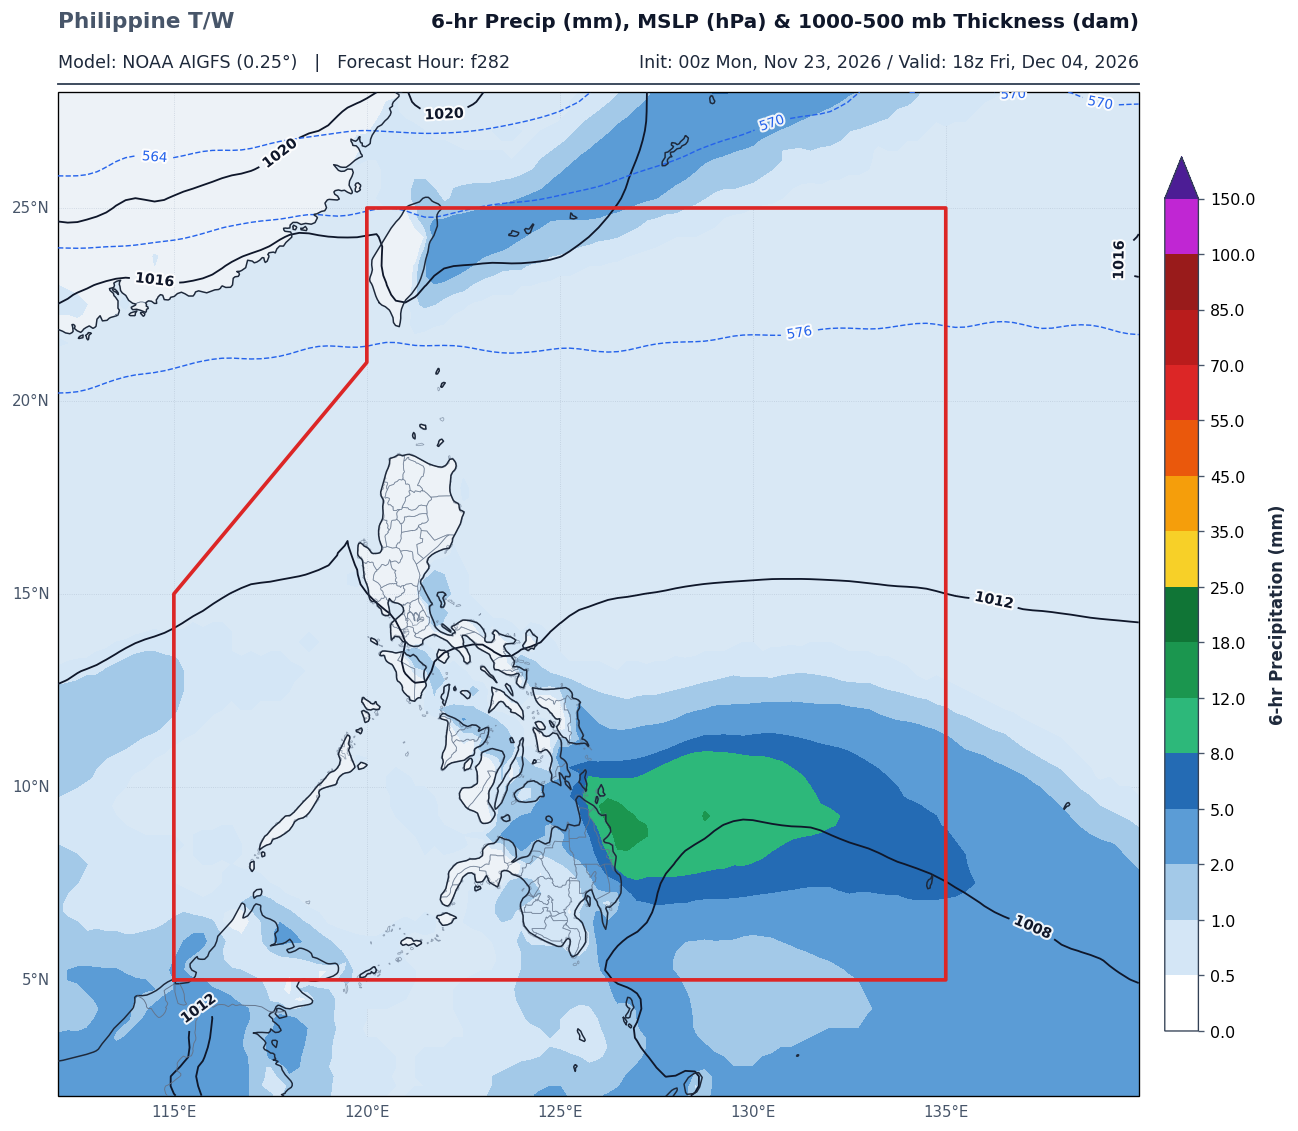 Philippine T/W
6-hr Precip (mm), MSLP (hPa) & 1000-500 mb Thickness (dam)
Model: NOAA AIGFS (0.25°) | Forecast Hour: f282
Init: 00z Mon, Nov 23, 2026 / Valid: 18z Fri, Dec 04, 2026
570
570
1020
570
1020
564
150.0
25°N
1016
100.0
1016
85.0
576
70.0
20°N
55.0
45.0
35.0
25.0
15°N
1012
18.0
12.0
8.0
10°N
5.0
2.0
1.0
1008
5°N
0.5
1012
0.0
115°E
120°E
125°E
130°E
135°E
6-hr Precipitation (mm)